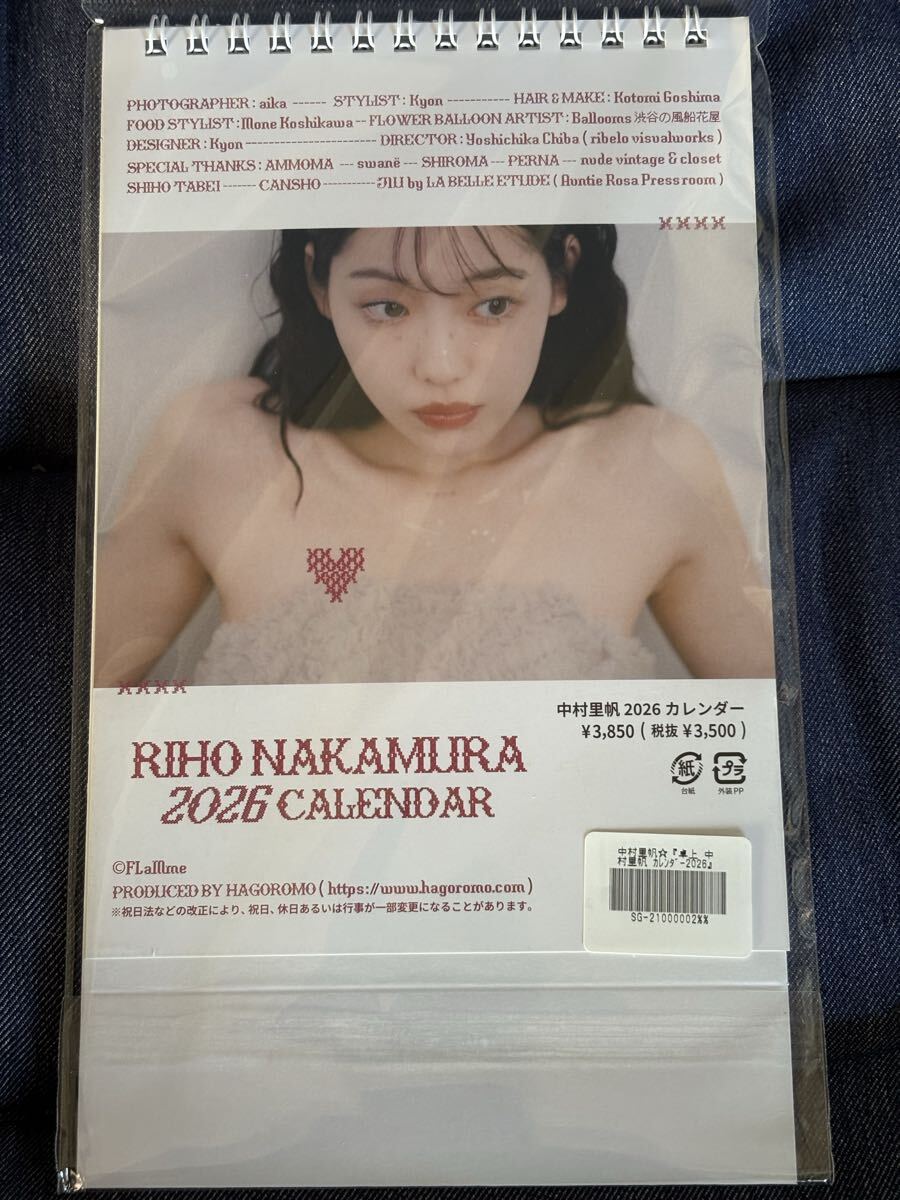 PHOTOGRAPHER : aika ------ STYLIST : Kyon ----------- HAIR & MAKE : Kotomi Goshima
FOOD STYLIST : Mone Koshikawa -- FLOWER BALLOON ARTIST : Ballooms 渋谷の風船花屋
DESIGNER : Kyon ----------------------- DIRECTOR : Yoshichika Chiba ( ribelo visualworks )
SPECIAL THANKS : AMMOMA --- swanë --- SHIROMA --- PERNA --- nude vintage & closet
SHIHO TABEI ------- CANSHO ----------- by LA BELLE ETUDE ( Auntie Rosa Pressroom )
XXXX
XXXX
中村里帆 2026 カレンダー
¥3,850 ( 税抜 ¥3,500 )
RIHO NAKAMURA
2026 CALENDAR
紙
台紙
プラ
外装 PP
©FLaMme
PRODUCED BY HAGOROMO ( https://www.hagoromo.com )
※祝日法などの改正により、祝日、休日あるいは行事が一部変更になることがあります。
中村里帆☆『卓上 中
村里帆 ｶﾚﾝﾀﾞｰ2026』
SG-21000002%%